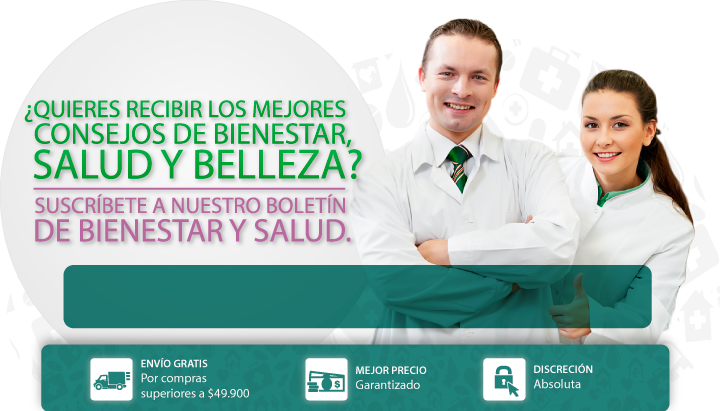 ¿QUIERES RECIBIR LOS MEJORES
CONSEJOS DE BIENESTAR,
SALUD Y BELLEZA?
SUSCRÍBETE A NUESTRO BOLETÍN
DE BIENESTAR Y SALUD.
ENVÍO GRATIS
Por compras
superiores a $49.900
MEJOR PRECIO
Garantizado
DISCRECIÓN
Absoluta